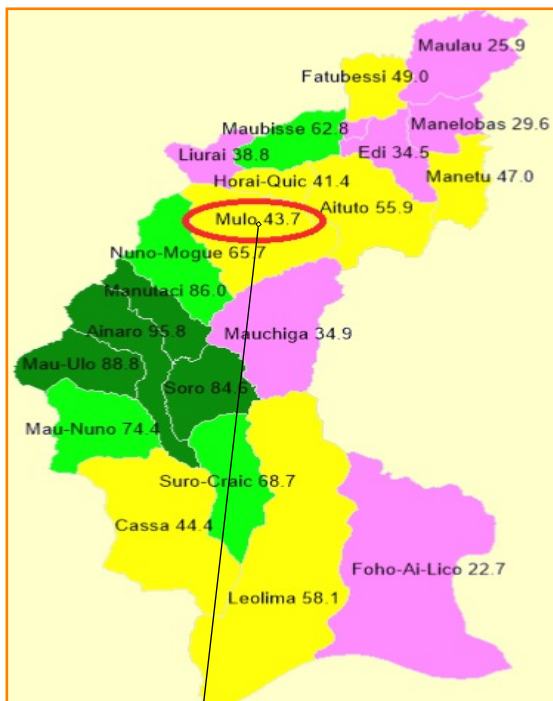 Maulau 25.9
Fatubessi 49.0
Maubisse 62.8
Manelobas 29.6
Liurai 38.8
Edi 34.5
Horai-Quic 41.4
Manetu 47.0
Aituto 55.9
Mulo 43.7
Nuno-Mogue 65.7
Manutaci 86.0
Ainaro 95.8
Mauchiga 34.9
Mau-Ulo 88.8
Soro 84.6
Mau-Nuno 74.4
Suro-Craic 68.7
Cassa 44.4
Foho-Ai-Lico 22.7
Leolima 58.1